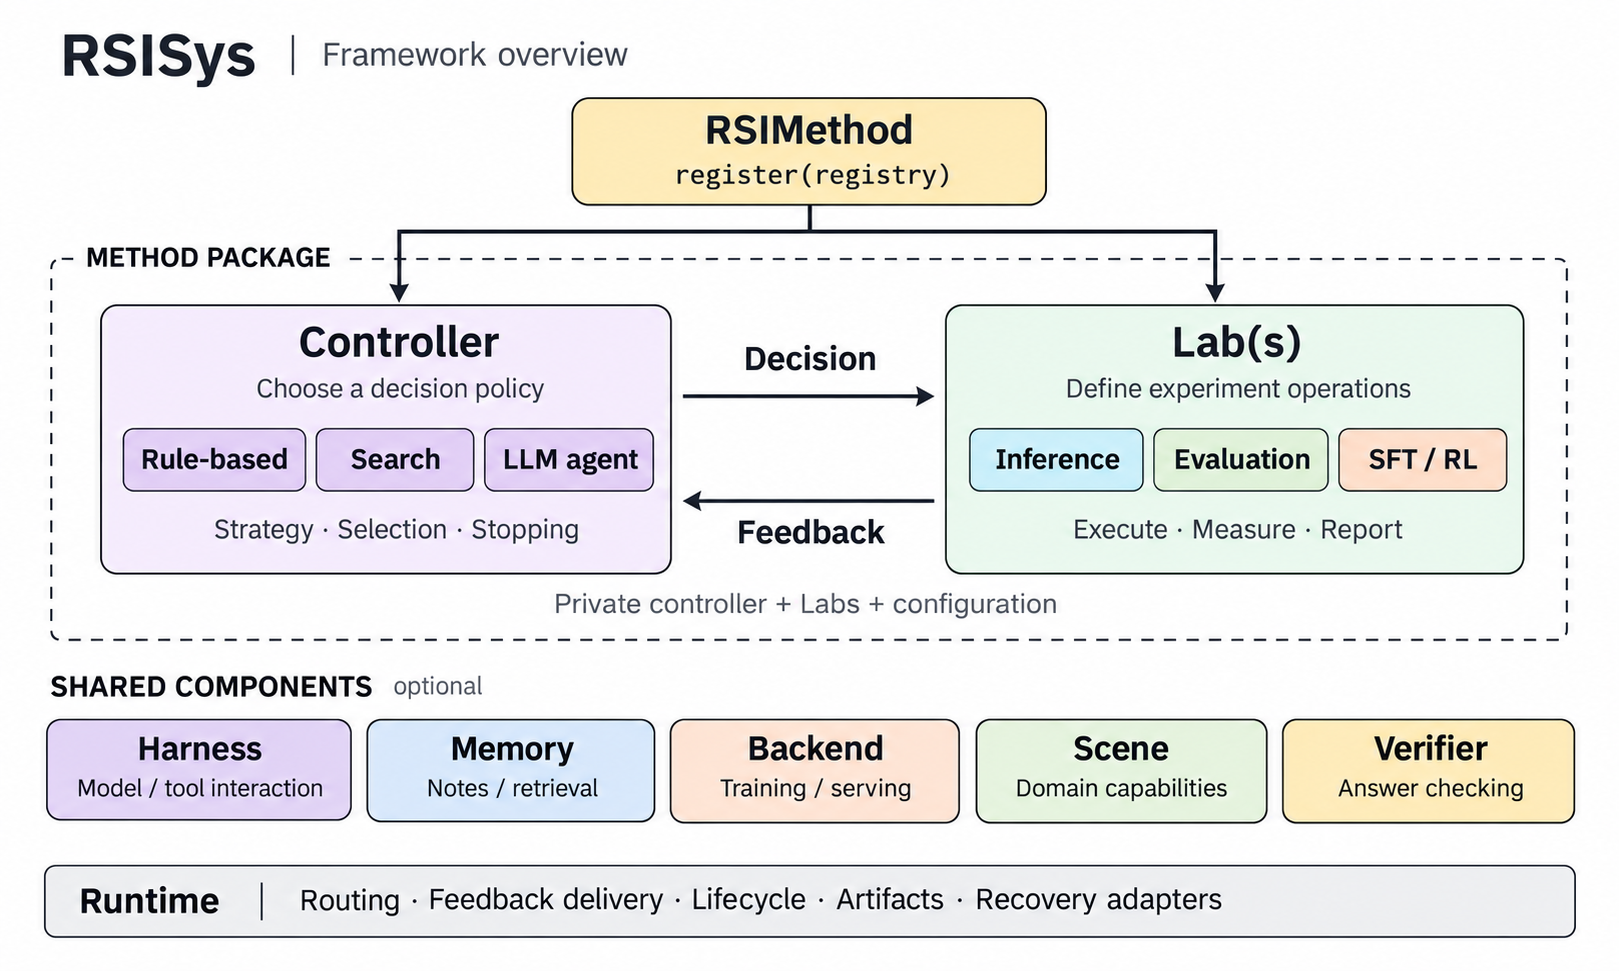 RSISys | Framework overview
RSIMethod
register(registry)
METHOD PACKAGE
Controller
Choose a decision policy
Rule-based
Search
LLM agent
Strategy · Selection · Stopping
Decision
Feedback
Lab(s)
Define experiment operations
Inference
Evaluation
SFT / RL
Execute · Measure · Report
Private controller + Labs + configuration
SHARED COMPONENTS optional
Harness
Model / tool interaction
Memory
Notes / retrieval
Backend
Training / serving
Scene
Domain capabilities
Verifier
Answer checking
Runtime | Routing · Feedback delivery · Lifecycle · Artifacts · Recovery adapters